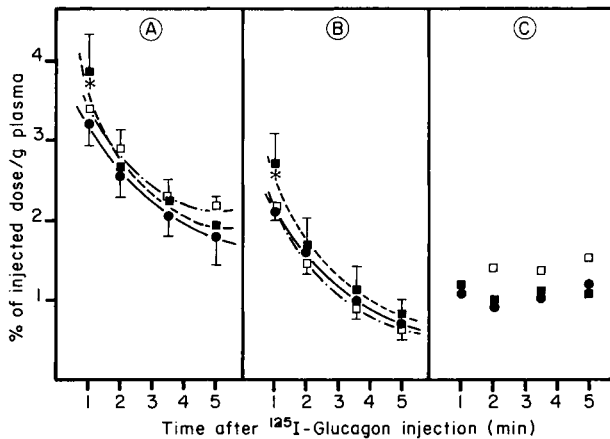 A B C
% of injected dose/g plasma
4
3
2
1
*
*
1 2 3 4 5 1 2 3 4 5 1 2 3 4 5
Time after ¹²⁵I-Glucagon injection (min)